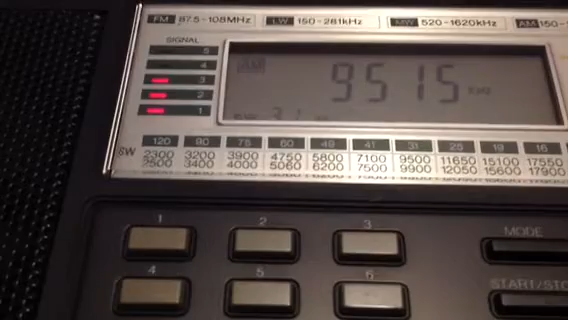 FM 87.5-108MHz LW 150-281kHz MW 520-1620kHz AM 150-
SIGNAL
5
4
3
2
1
AM 9515 kHz
31
120 90 75 60 49 41 31 25 19 16
SW 2300 3200 3900 4750 5800 7100 9500 11650 15100 17550
2500 3400 4000 5060 6200 7500 9900 12050 15600 17900
1 2 3
MODE
4 5 6
START/STO